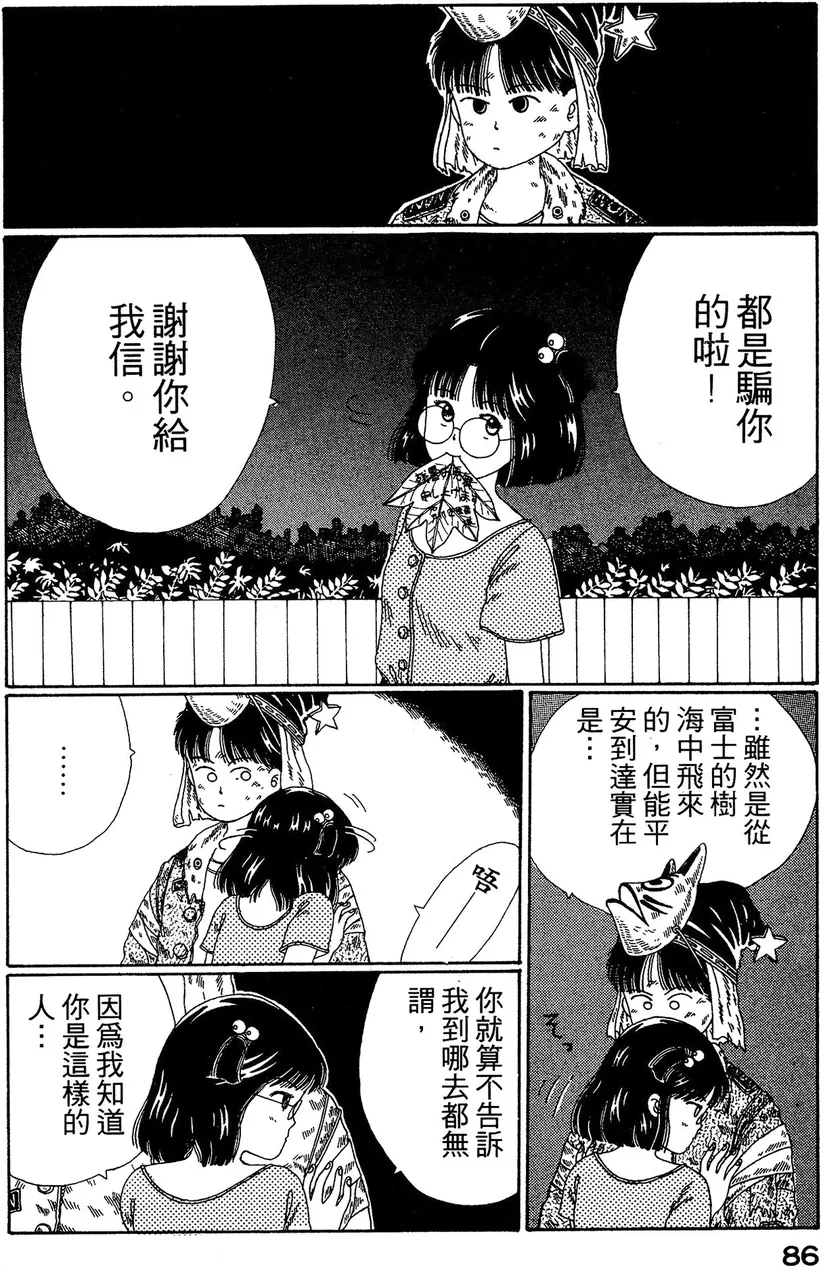 都是騙你
的啦！
謝謝你給
我信。
…雖然是從
富士的樹
海中飛來
的，但能平
安到達實在
是…
唔
……
そっ
你就算不告訴
我到哪去都無
謂，
因爲我知道
你是這樣的
人…
86